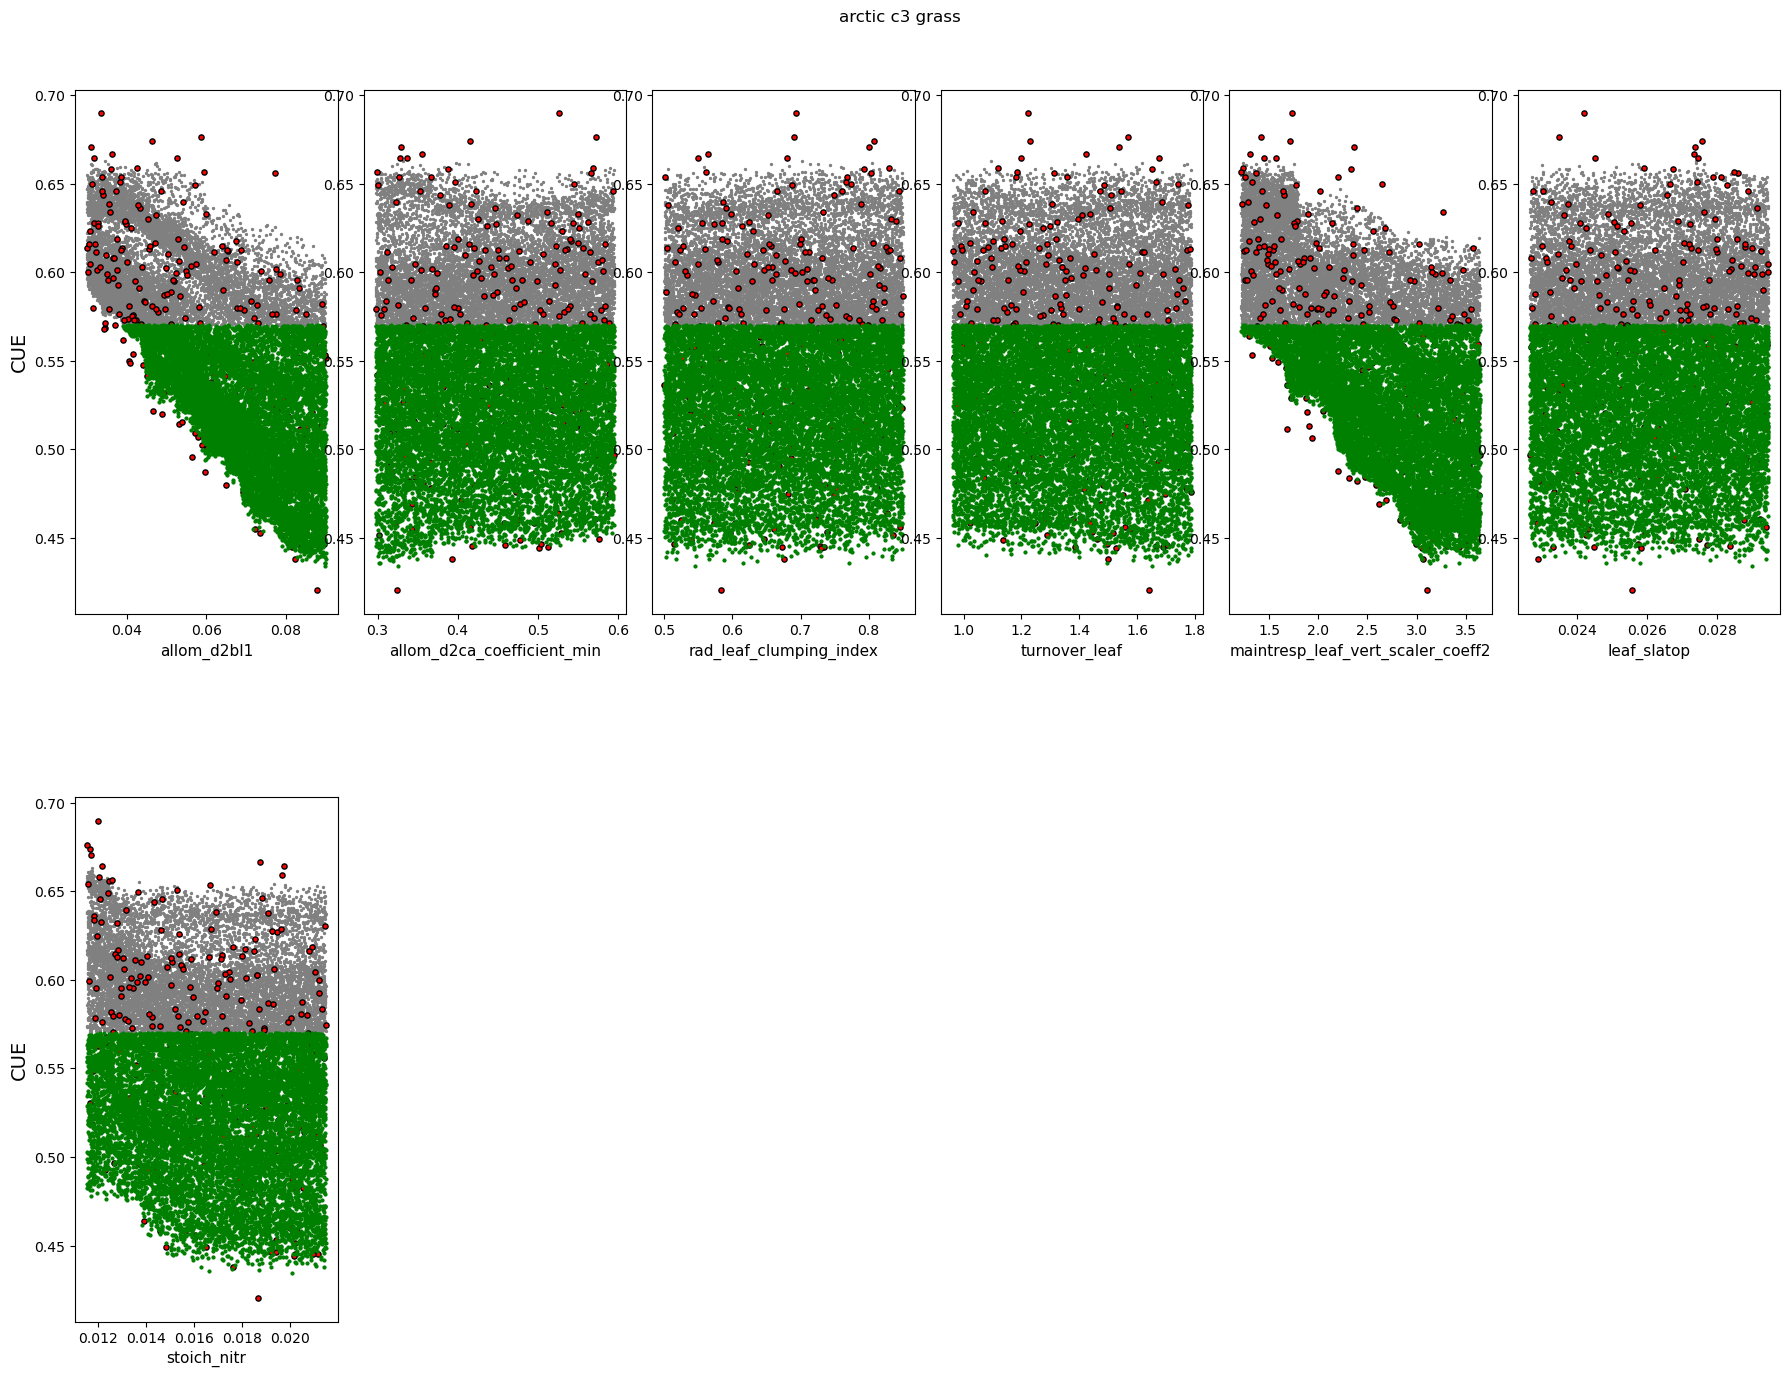 arctic c3 grass
0.70 0.70 0.70 0.70 0.70 0.70
0.65 0.65 0.65 0.65 0.65 0.65
0.60 0.60 0.60 0.60 0.60 0.60
0.55 0.55 0.55 0.55 0.55 0.55
CUE
0.50 0.50 0.50 0.50 0.50 0.50
0.45 0.45 0.45 0.45 0.45 0.45
0.04 0.06 0.08 0.3 0.4 0.5 0.6 0.5 0.6 0.7 0.8 1.0 1.2 1.4 1.6 1.8 1.5 2.0 2.5 3.0 3.5 0.024 0.026 0.028
allom_d2bl1 allom_d2ca_coefficient_min rad_leaf_clumping_index turnover_leaf maintresp_leaf_vert_scaler_coeff2 leaf_slatop
0.70
0.65
0.60
0.55
CUE
0.50
0.45
0.012 0.014 0.016 0.018 0.020
stoich_nitr